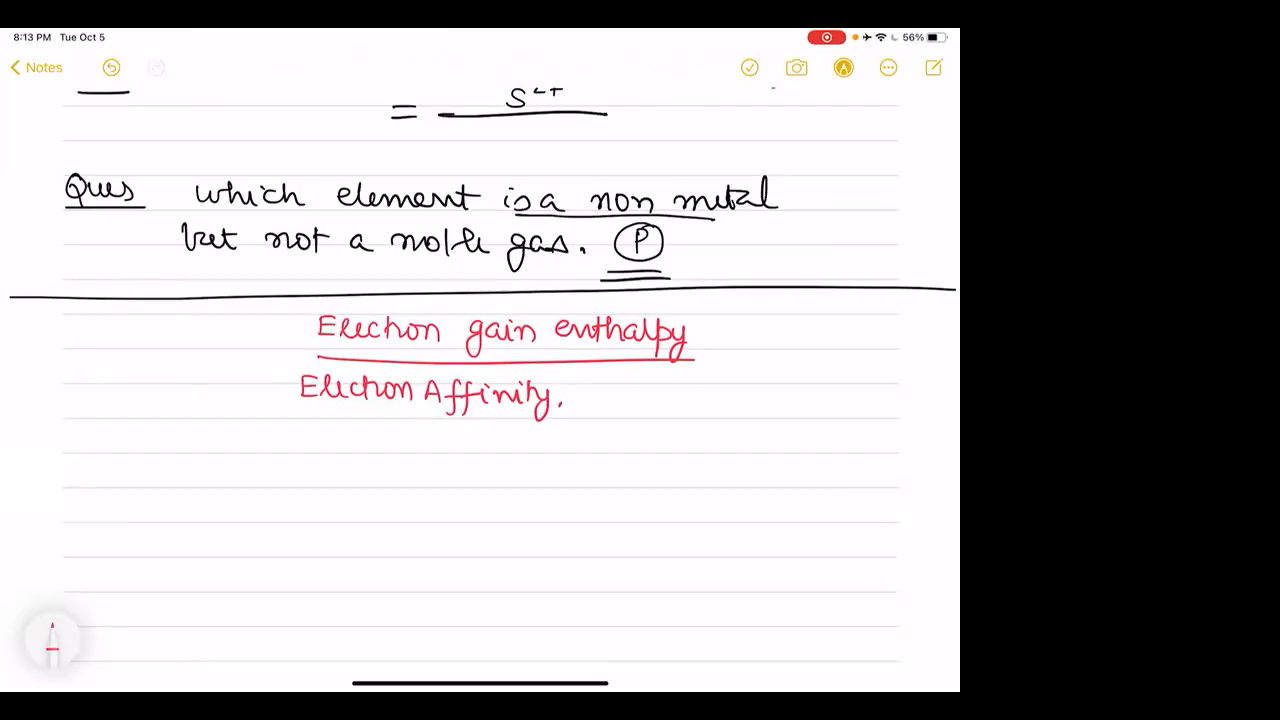 8:13 PM Tue Oct 5
56%
Notes
=
Ques which element is a non metal
but not a noble gas. P
Electron gain enthalpy
Electron Affinity.